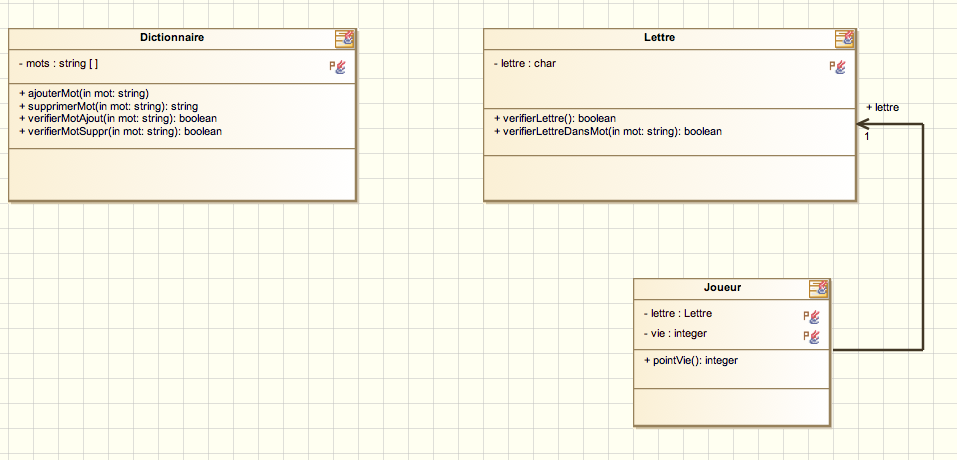 Dictionnaire
- mots : string [ ]
P
+ ajouterMot(in mot: string)
+ supprimerMot(in mot: string): string
+ verifierMotAjout(in mot: string): boolean
+ verifierMotSuppr(in mot: string): boolean
Lettre
- lettre : char
P
+ verifierLettre(): boolean
+ verifierLettreDansMot(in mot: string): boolean
+ lettre
1
Joueur
- lettre : Lettre
P
- vie : integer
P
+ pointVie(): integer